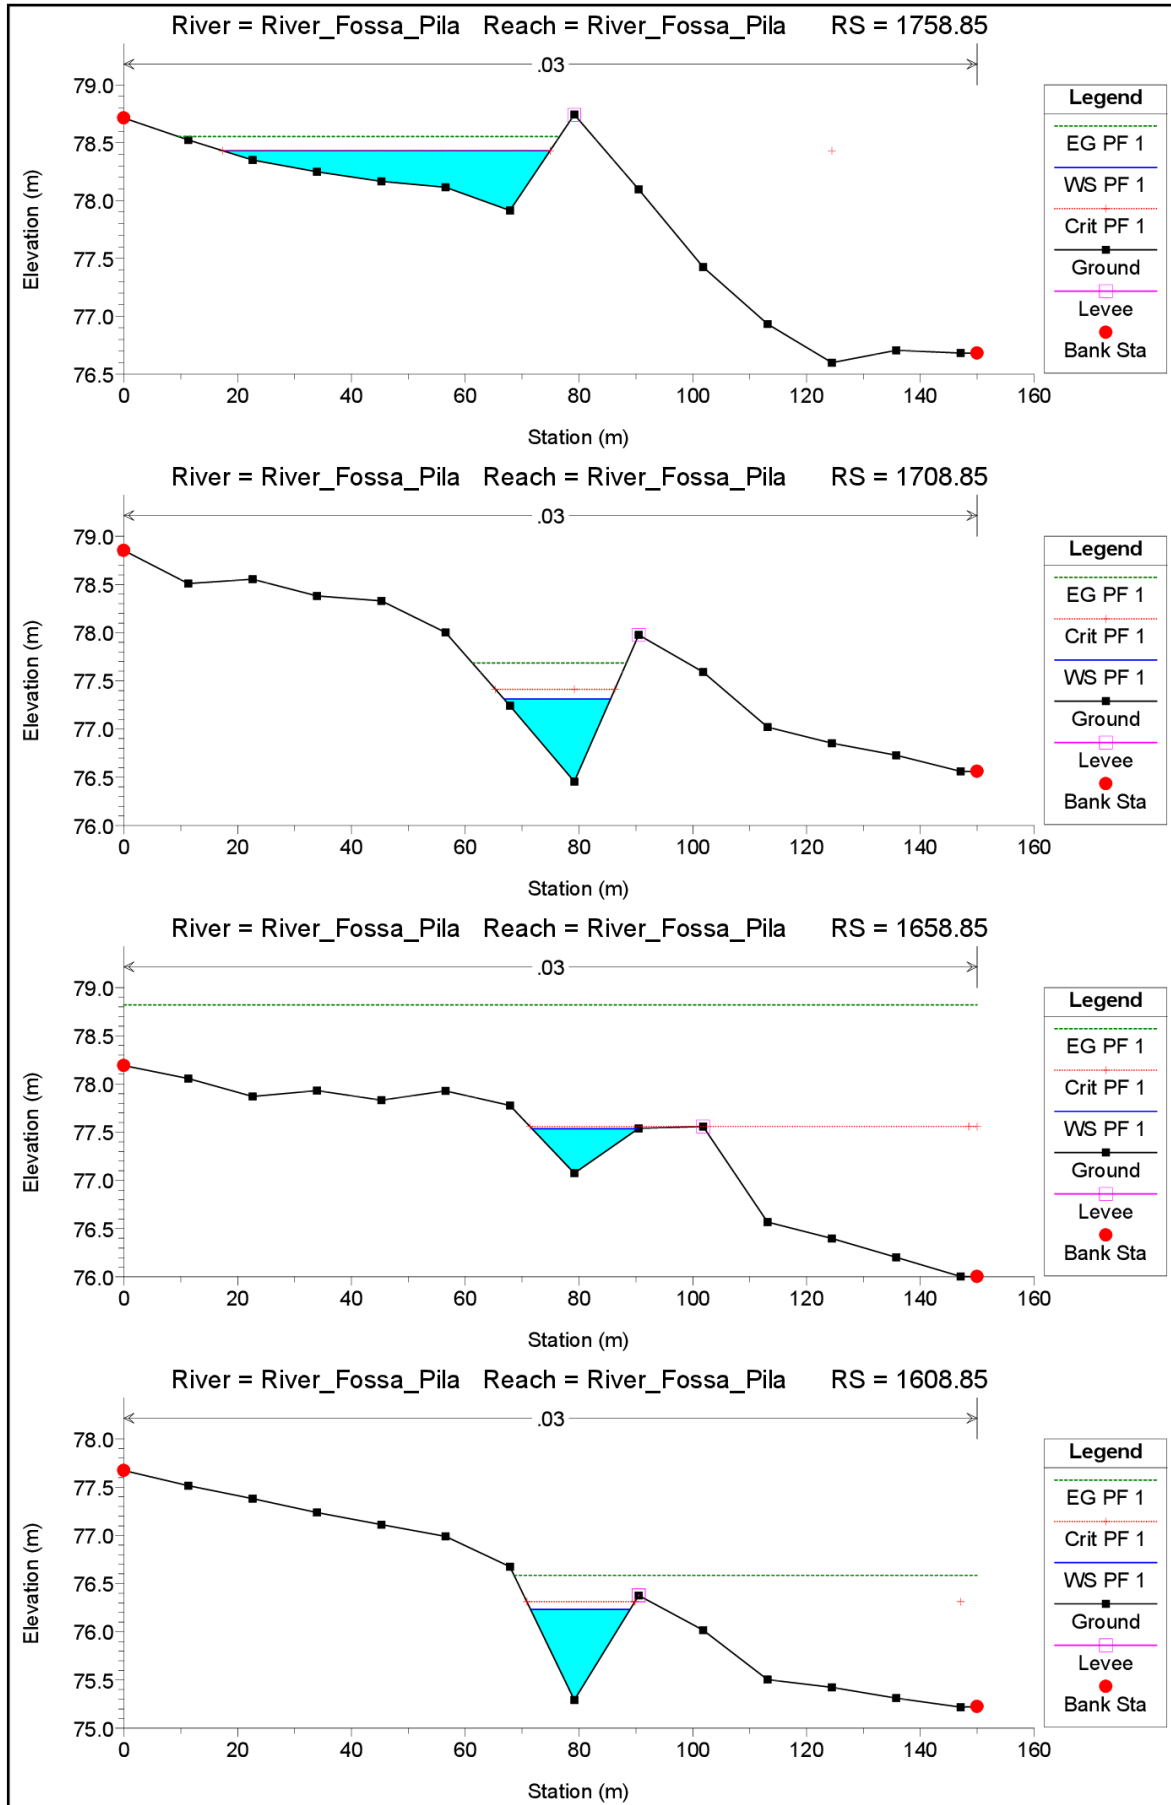 River = River_Fossa_Pila Reach = River_Fossa_Pila RS = 1758.85
.03
79.0
78.5
78.0
77.5
77.0
76.5
Elevation (m)
0 20 40 60 80 100 120 140 160
Station (m)
Legend
EG PF 1
WS PF 1
Crit PF 1
Ground
Levee
Bank Sta
River = River_Fossa_Pila Reach = River_Fossa_Pila RS = 1708.85
.03
79.0
78.5
78.0
77.5
77.0
76.5
76.0
Elevation (m)
0 20 40 60 80 100 120 140 160
Station (m)
Legend
EG PF 1
Crit PF 1
WS PF 1
Ground
Levee
Bank Sta
River = River_Fossa_Pila Reach = River_Fossa_Pila RS = 1658.85
.03
79.0
78.5
78.0
77.5
77.0
76.5
76.0
Elevation (m)
0 20 40 60 80 100 120 140 160
Station (m)
Legend
EG PF 1
Crit PF 1
WS PF 1
Ground
Levee
Bank Sta
River = River_Fossa_Pila Reach = River_Fossa_Pila RS = 1608.85
.03
78.0
77.5
77.0
76.5
76.0
75.5
75.0
Elevation (m)
0 20 40 60 80 100 120 140 160
Station (m)
Legend
EG PF 1
Crit PF 1
WS PF 1
Ground
Levee
Bank Sta